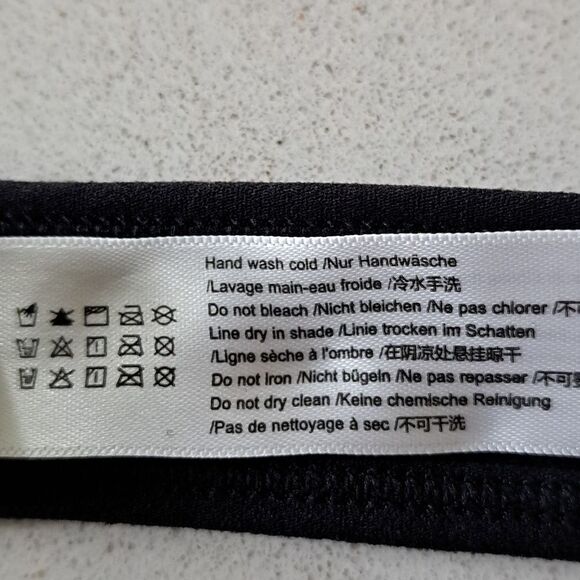 Hand wash cold /Nur Handwäsche
/Lavage main-eau froide /冷水手洗
Do not bleach /Nicht bleichen /Ne pas chlorer /不
Line dry in shade /Linie trocken im Schatten
/Ligne sèche à l'ombre /在阴凉处悬挂晾干
Do not Iron /Nicht bügeln /Ne pas repasser /不可
Do not dry clean /Keine chemische Reinigung
/Pas de nettoyage à sec /不可干洗